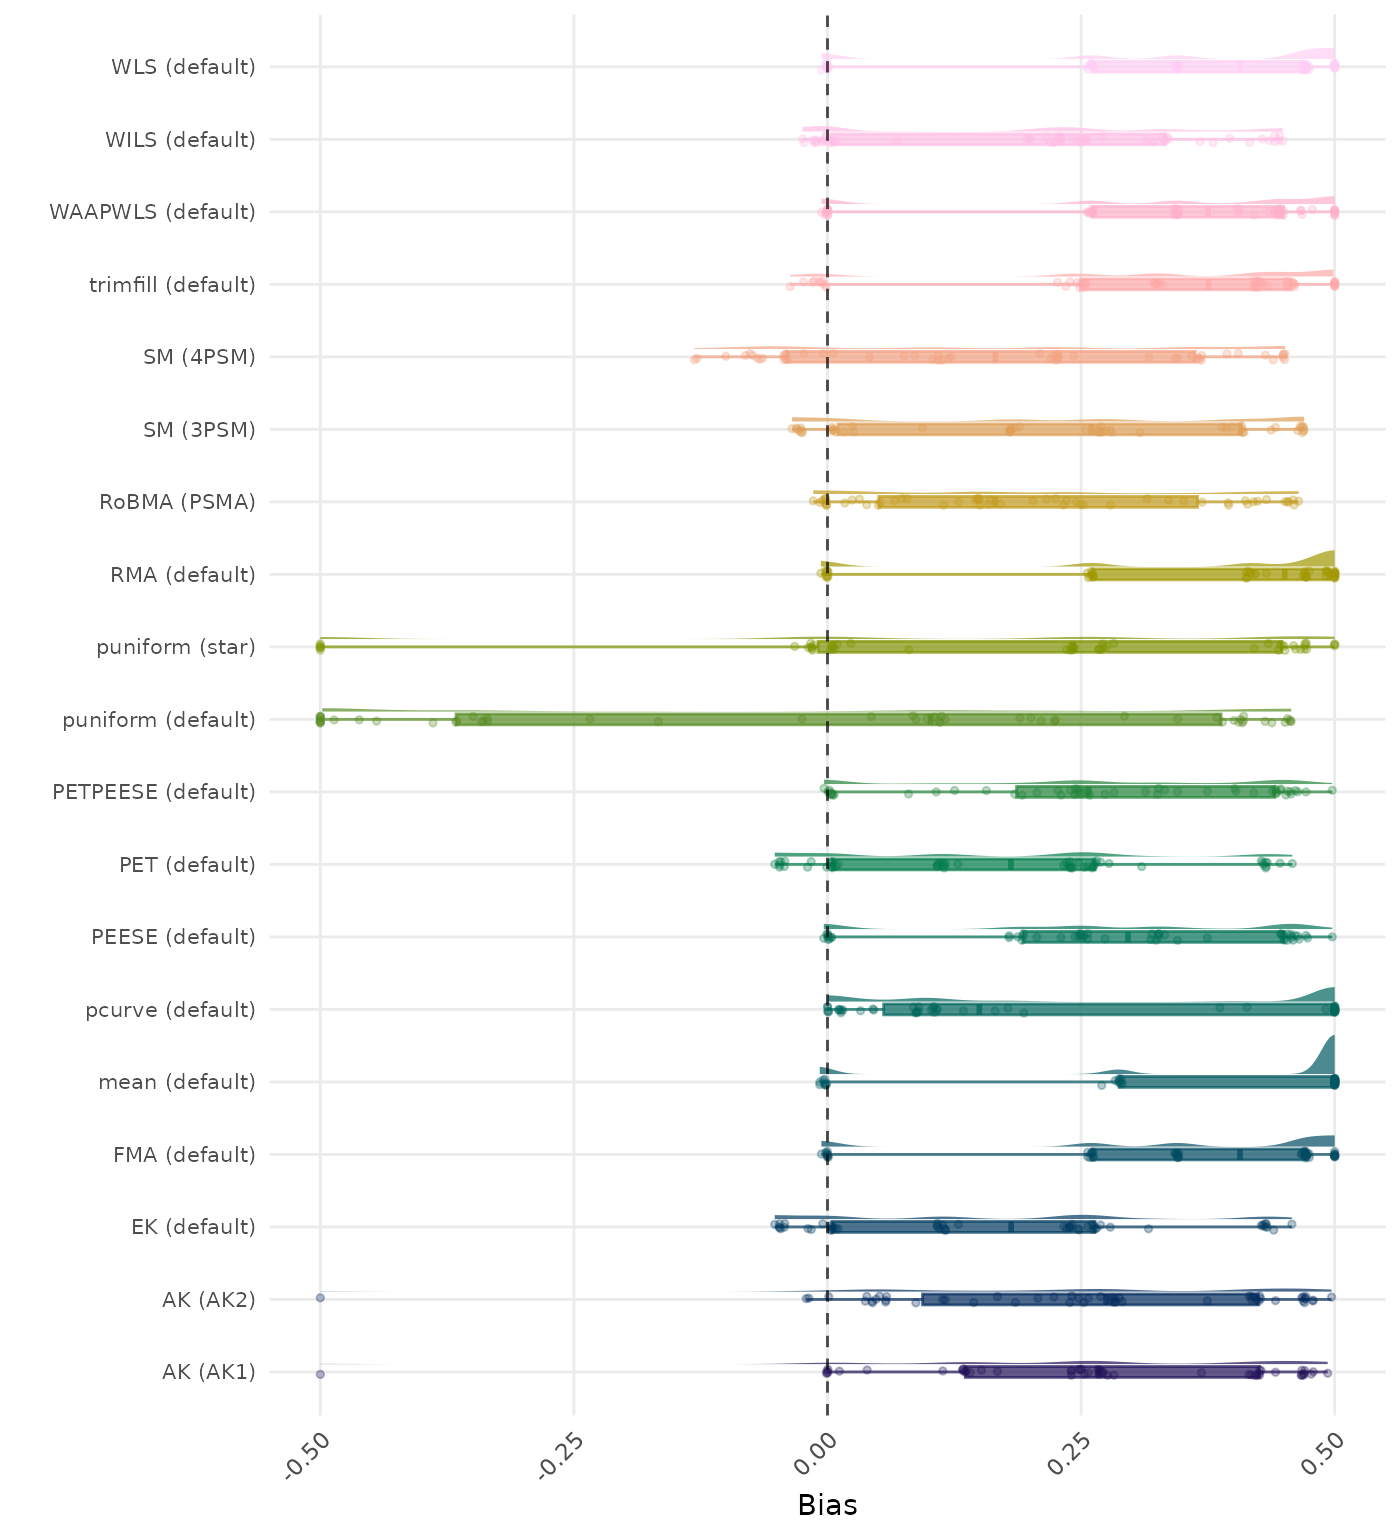 WLS (default)
WILS (default)
WAAPWLS (default)
trimfill (default)
SM (4PSM)
SM (3PSM)
RoBMA (PSMA)
RMA (default)
puniform (star)
puniform (default)
PETPEESE (default)
PET (default)
PEESE (default)
pcurve (default)
mean (default)
FMA (default)
EK (default)
AK (AK2)
AK (AK1)
-0.50
-0.25
0.00
0.25
0.50
Bias